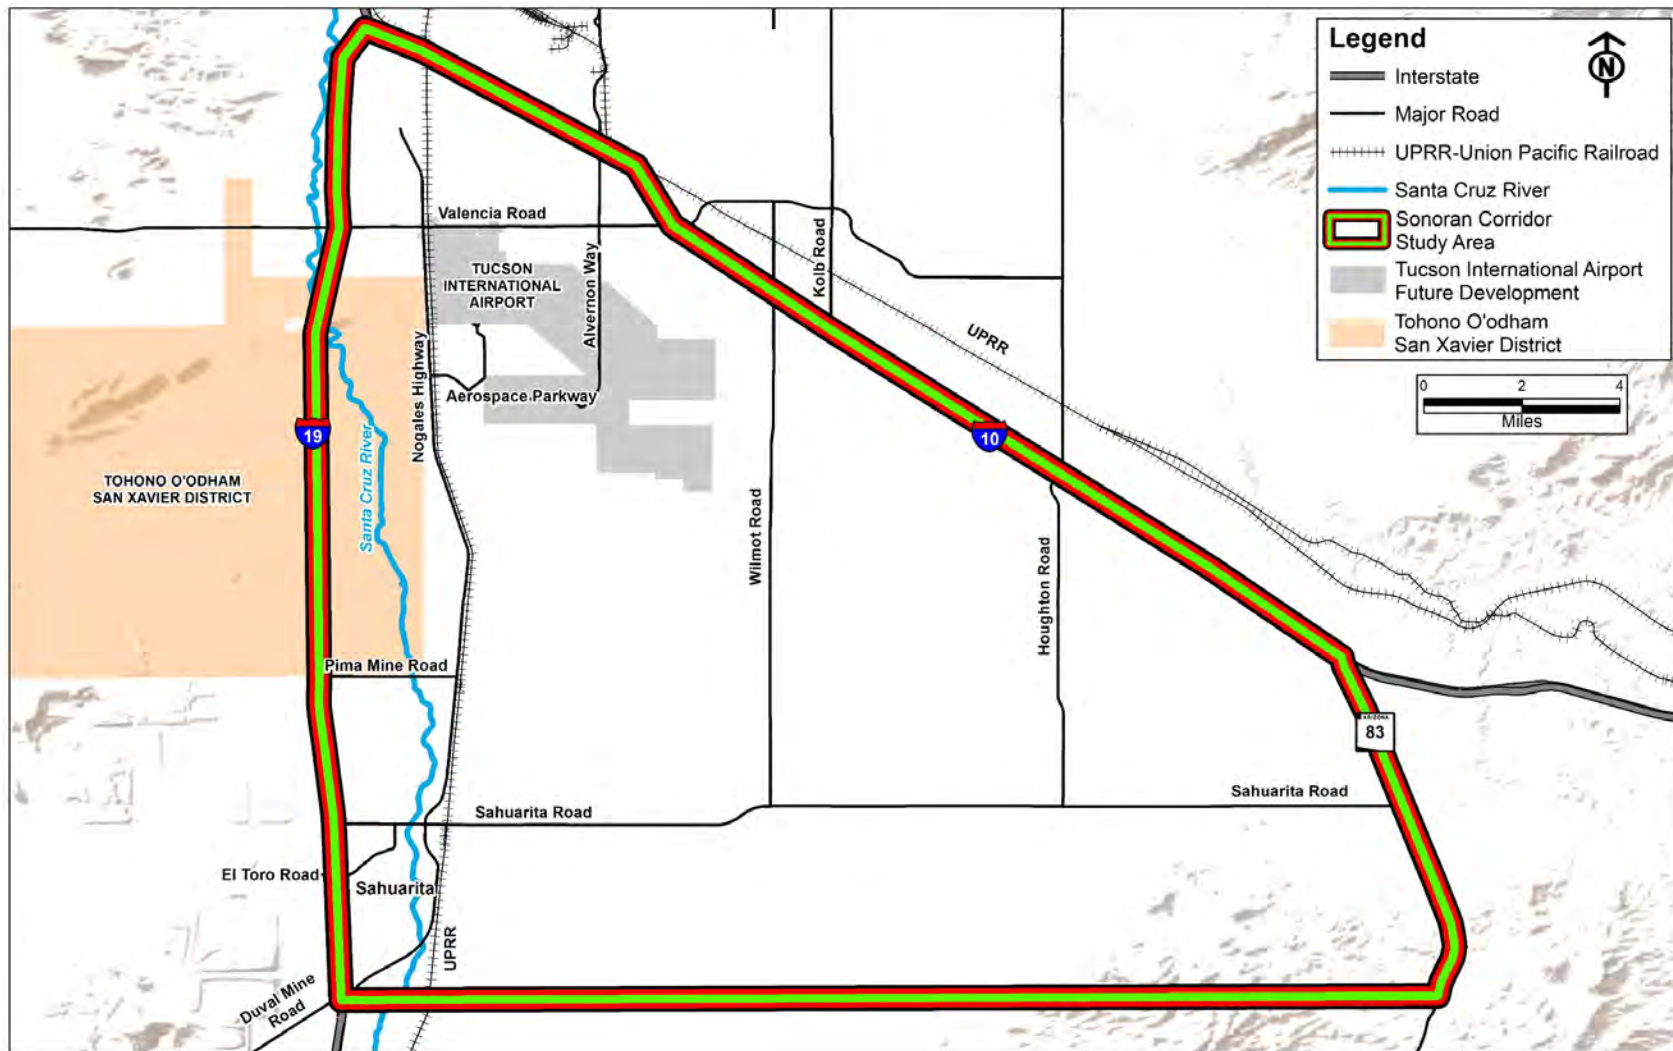 Legend
N
Interstate
Major Road
UPRR-Union Pacific Railroad
Santa Cruz River
Sonoran Corridor
Study Area
Tucson International Airport
Future Development
Tohono O'odham
San Xavier District
0 2 4
Miles
Valencia Road
TUCSON
INTERNATIONAL
AIRPORT
Alvernon Way
Kolb Road
UPRR
Nogales Highway
Aerospace Parkway
19
10
TOHONO O'ODHAM
SAN XAVIER DISTRICT
Santa Cruz River
Wilmot Road
Houghton Road
Pima Mine Road
ARIZONA
83
Sahuarita Road
Sahuarita Road
El Toro Road
Sahuarita
UPRR
Duval Mine
Road